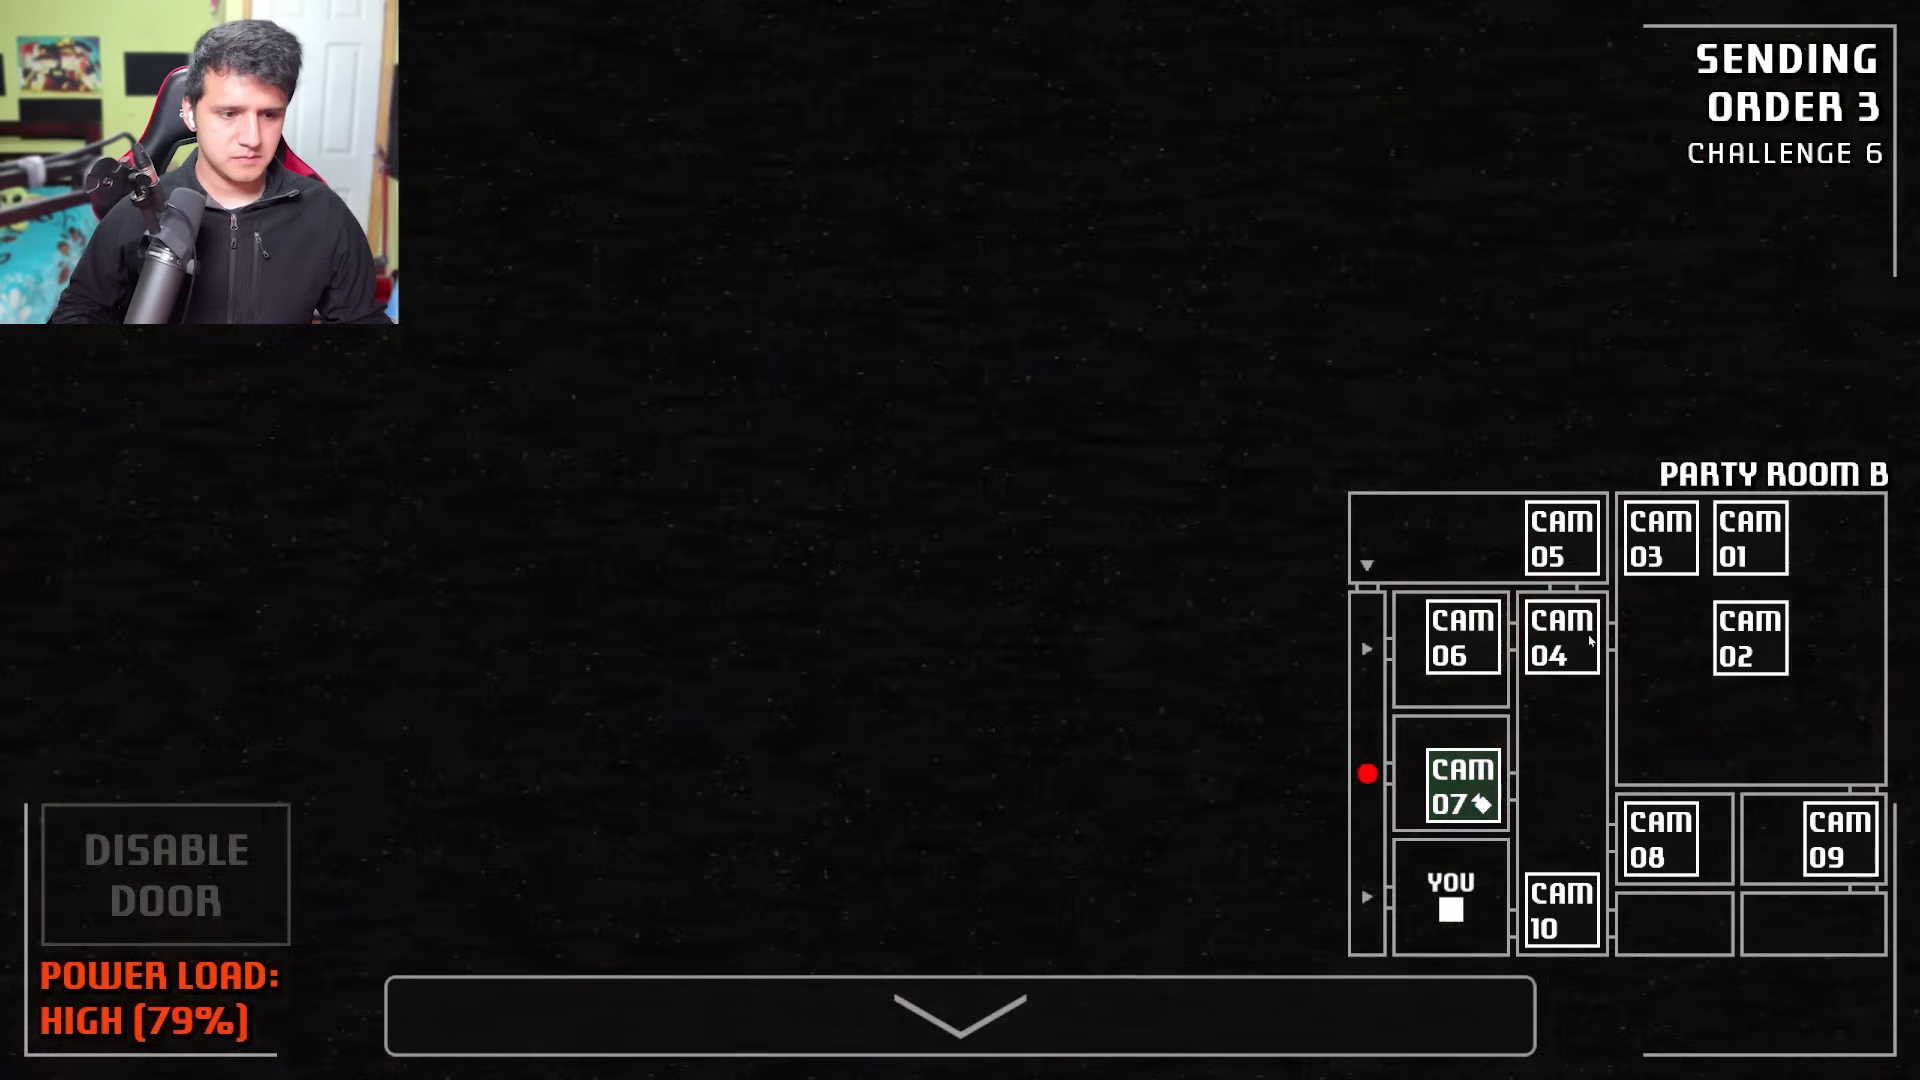 SENDING
ORDER 3
CHALLENGE 6
PARTY ROOM B
CAM
05
CAM
03
CAM
01
CAM
06
CAM
04
CAM
02
CAM
07
CAM
08
CAM
09
YOU
CAM
10
DISABLE
DOOR
POWER LOAD:
HIGH (79%)